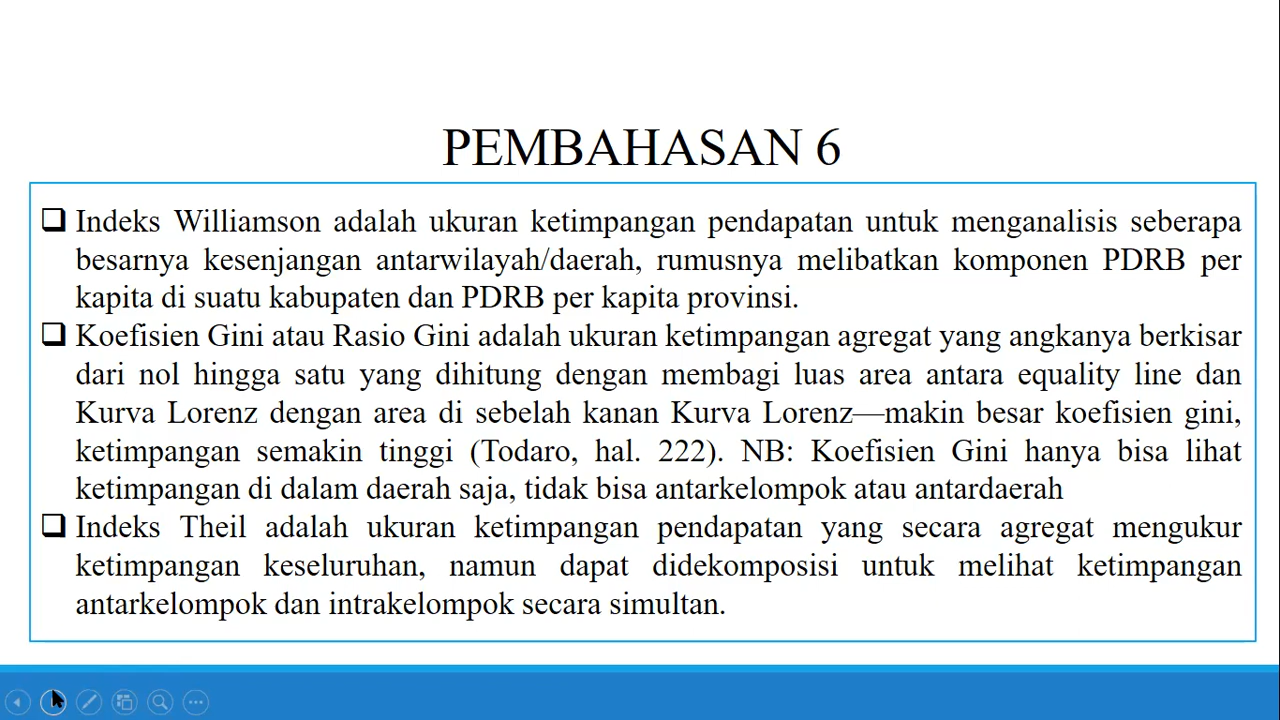 PEMBAHASAN 6
Indeks Williamson adalah ukuran ketimpangan pendapatan untuk menganalisis seberapa
besarnya kesenjangan antarwilayah/daerah, rumusnya melibatkan komponen PDRB per
kapita di suatu kabupaten dan PDRB per kapita provinsi.
Koefisien Gini atau Rasio Gini adalah ukuran ketimpangan agregat yang angkanya berkisar
dari nol hingga satu yang dihitung dengan membagi luas area antara equality line dan
Kurva Lorenz dengan area di sebelah kanan Kurva Lorenz—makin besar koefisien gini,
ketimpangan semakin tinggi (Todaro, hal. 222). NB: Koefisien Gini hanya bisa lihat
ketimpangan di dalam daerah saja, tidak bisa antarkelompok atau antardaerah
Indeks Theil adalah ukuran ketimpangan pendapatan yang secara agregat mengukur
ketimpangan keseluruhan, namun dapat didekomposisi untuk melihat ketimpangan
antarkelompok dan intrakelompok secara simultan.